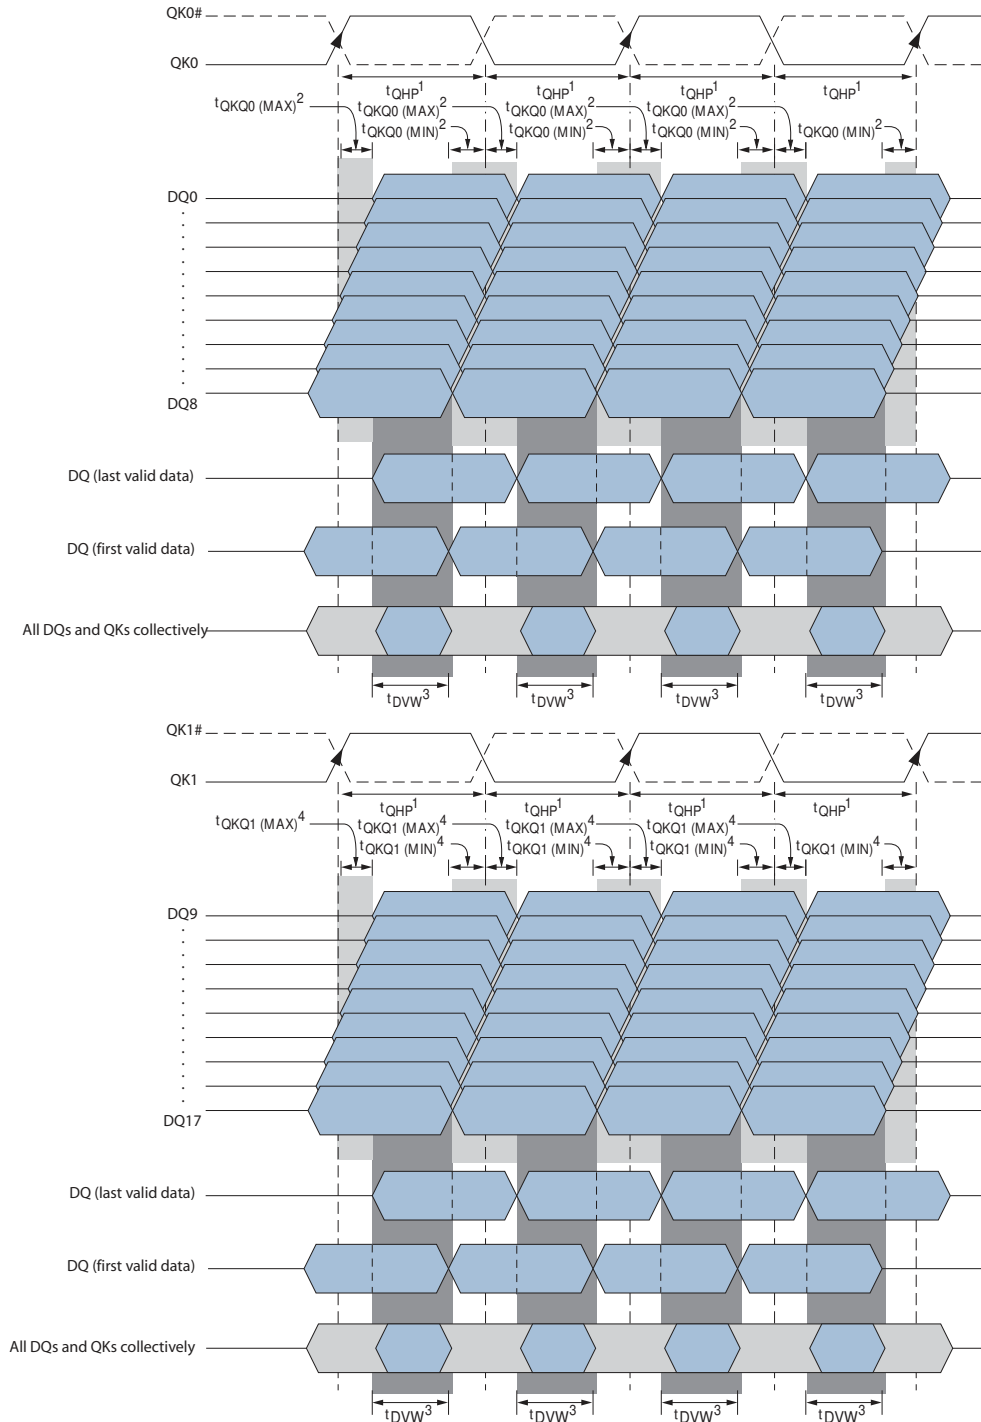 QK0#
QK0
tQHP1 tQHP1 tQHP1 tQHP1
tQKQ0 (MAX)2 tQKQ0 (MAX)2 tQKQ0 (MAX)2 tQKQ0 (MAX)2
tQKQ0 (MIN)2 tQKQ0 (MIN)2 tQKQ0 (MIN)2 tQKQ0 (MIN)2
DQ0
DQ8
DQ (last valid data)
DQ (first valid data)
All DQs and QKs collectively
tDVW3 tDVW3 tDVW3 tDVW3
QK1#
QK1
tQHP1 tQHP1 tQHP1 tQHP1
tQKQ1 (MAX)4 tQKQ1 (MAX)4 tQKQ1 (MAX)4 tQKQ1 (MAX)4
tQKQ1 (MIN)4 tQKQ1 (MIN)4 tQKQ1 (MIN)4 tQKQ1 (MIN)4
DQ9
DQ17
DQ (last valid data)
DQ (first valid data)
All DQs and QKs collectively
tDVW3 tDVW3 tDVW3 tDVW3